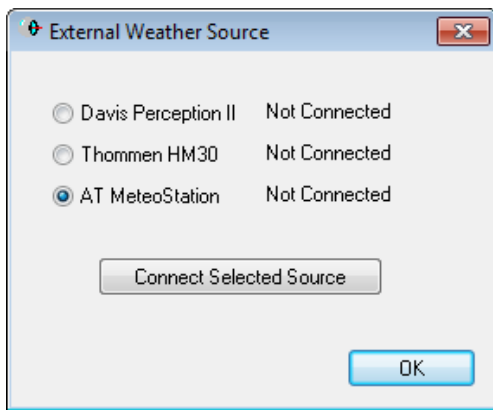 External Weather Source
Davis Perception II Not Connected
Thommen HM30 Not Connected
AT MeteoStation Not Connected
Connect Selected Source
OK